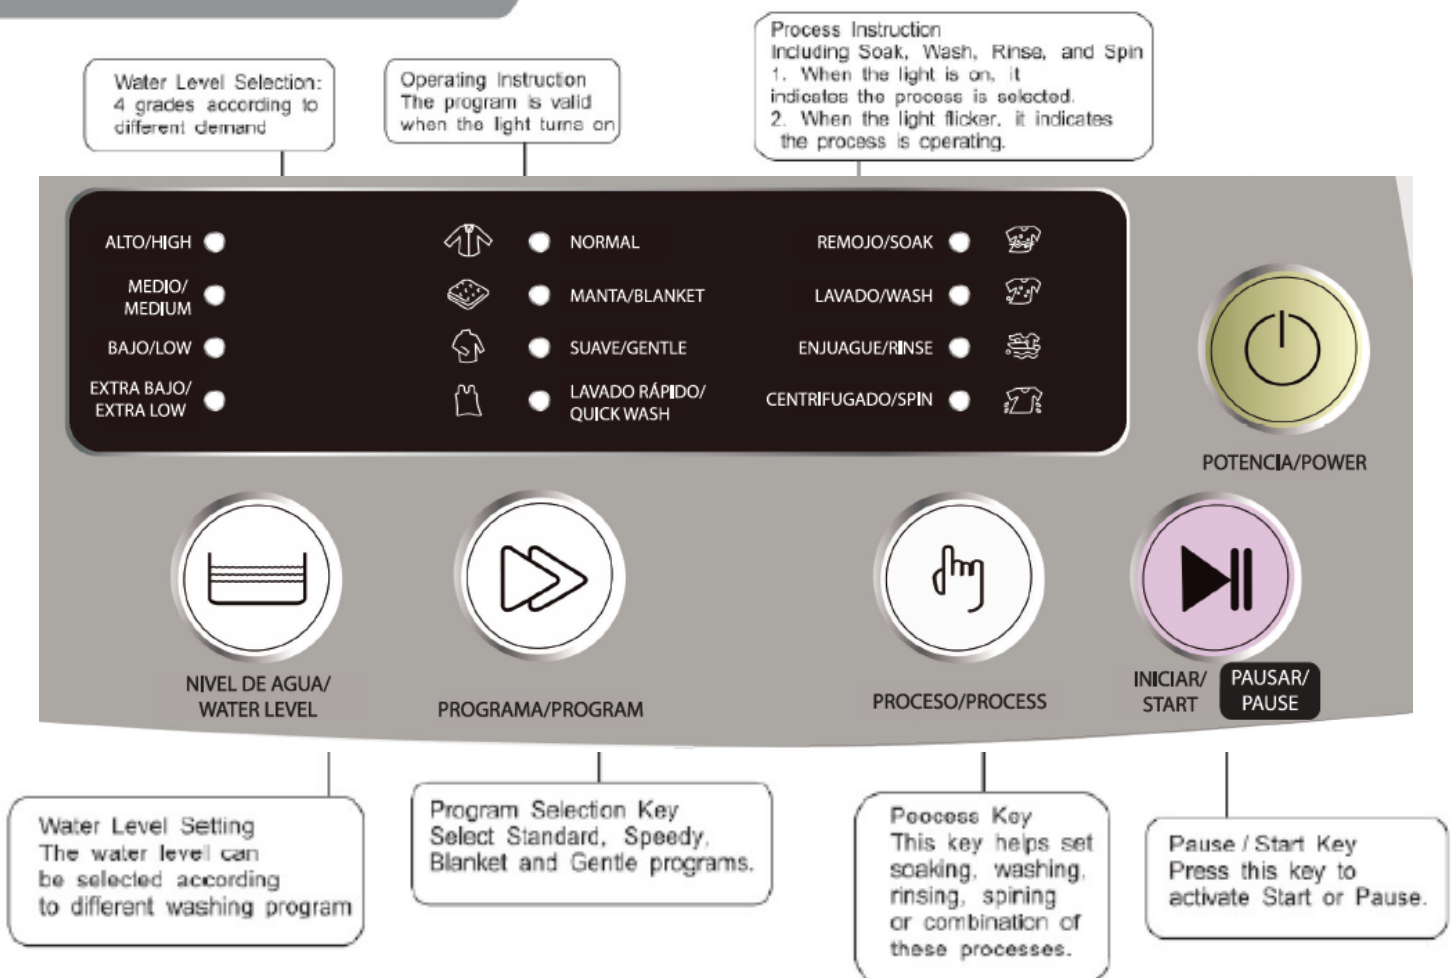 Water Level Selection:
4 grades according to
different demand
Operating Instruction
The program is valid
when the light turns on
Process Instruction
Including Soak, Wash, Rinse, and Spin
1. When the light is on, it
indicates the process is selected.
2. When the light flicker, it indicates
the process is operating.
ALTO/HIGH
MEDIO/
MEDIUM
BAJO/LOW
EXTRA BAJO/
EXTRA LOW
NORMAL
MANTA/BLANKET
SUAVE/GENTLE
LAVADO RÁPIDO/
QUICK WASH
REMOJO/SOAK
LAVADO/WASH
ENJUAGUE/RINSE
CENTRIFUGADO/SPIN
POTENCIA/POWER
NIVEL DE AGUA/
WATER LEVEL
PROGRAMA/PROGRAM
PROCESO/PROCESS
INICIAR/
START
PAUSAR/
PAUSE
Water Level Setting
The water level can
be selected according
to different washing program
Program Selection Key
Select Standard, Speedy,
Blanket and Gentle programs.
Peocess Key
This key helps set
soaking, washing,
rinsing, spining
or combination of
these processes.
Pause / Start Key
Press this key to
activate Start or Pause.